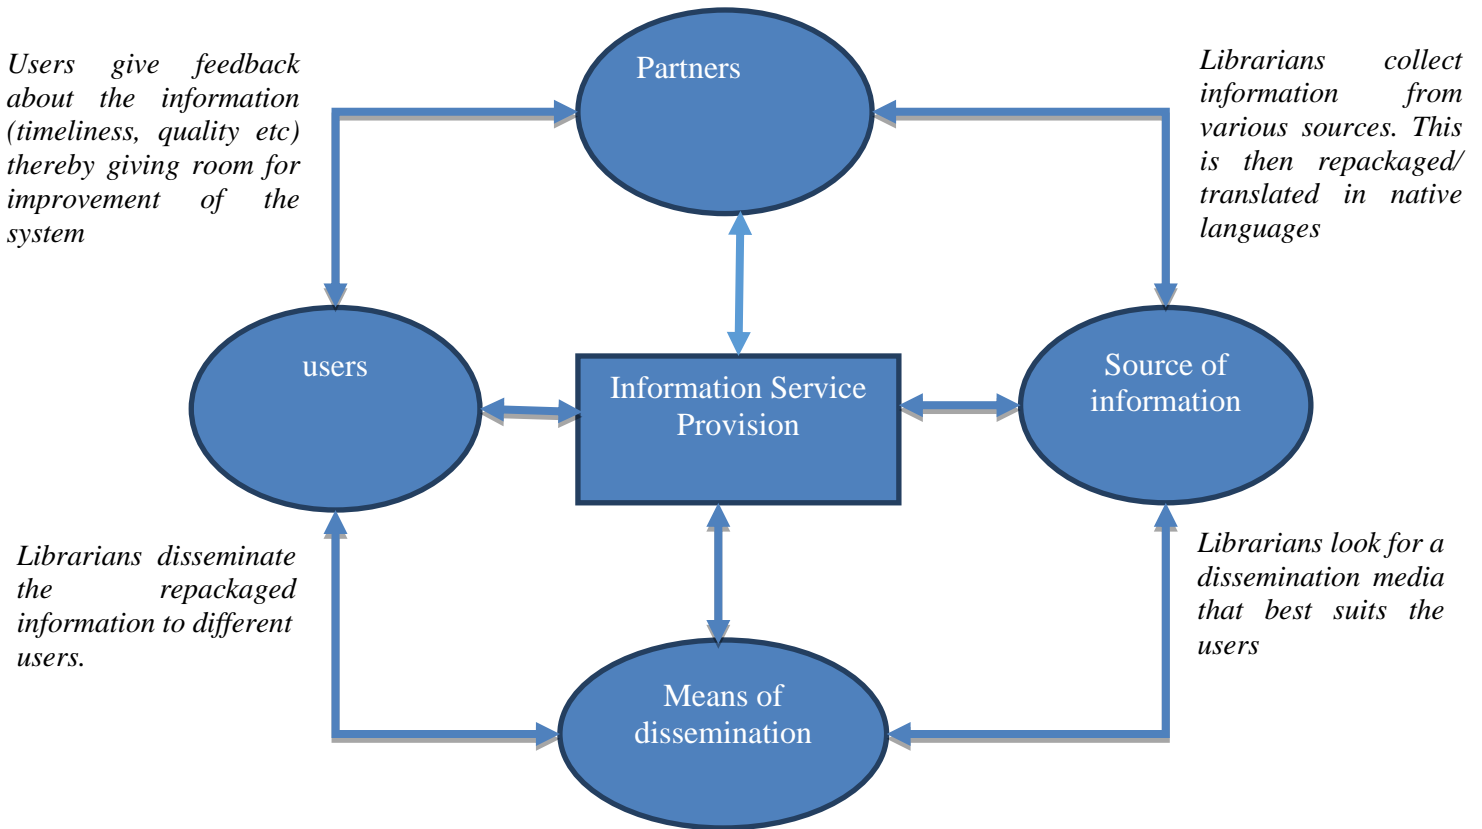 Users give feedback
about the information
(timeliness, quality etc)
thereby giving room for
improvement of the
system
Partners
Librarians collect
information from
various sources. This
is then repackaged/
translated in native
languages
users
Information Service
Provision
Source of
information
Librarians disseminate
the repackaged
information to different
users.
Librarians look for a
dissemination media
that best suits the
users
Means of
dissemination